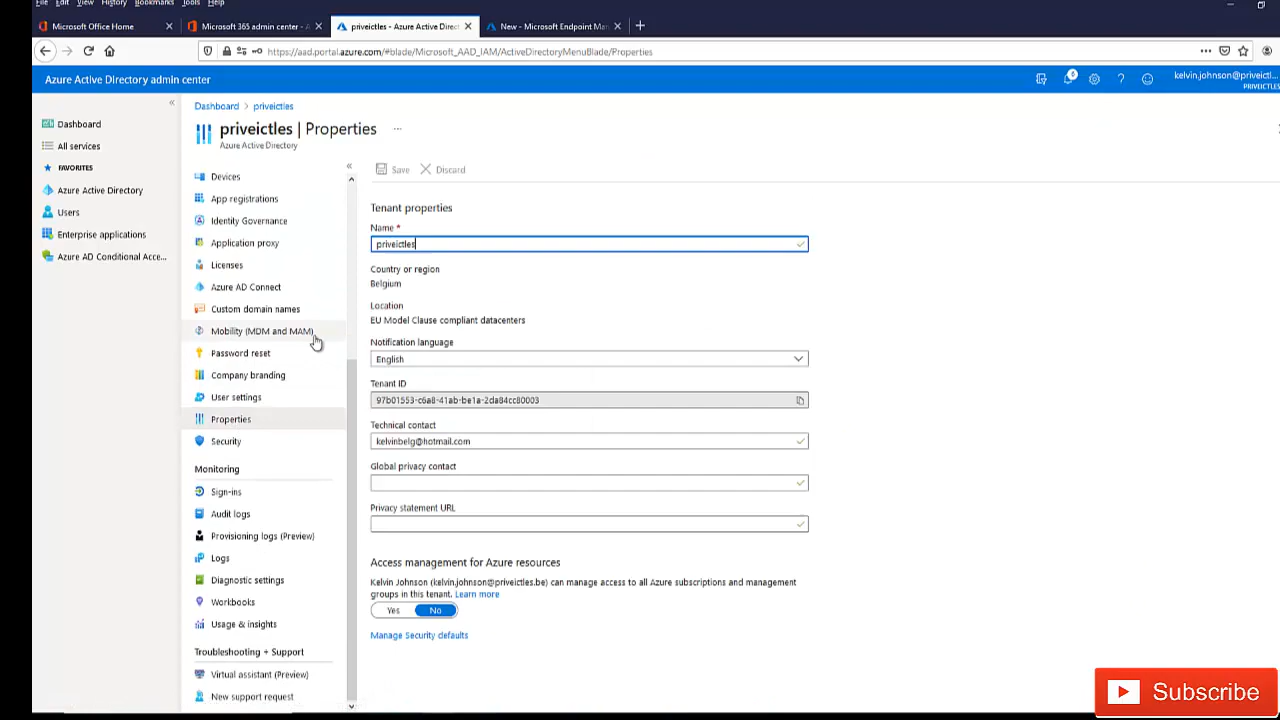 File Edit View History Bookmarks Tools Help
Microsoft Office Home
Microsoft 365 admin center - A
priveictles - Azure Active Direct
New - Microsoft Endpoint Man
https://aad.portal.azure.com/#blade/Microsoft_AAD_IAM/ActiveDirectoryMenuBlade/Properties
Azure Active Directory admin center
kelvin.johnson@priveictl...
PRIVEICTLES
Dashboard
All services
FAVORITES
Azure Active Directory
Users
Enterprise applications
Azure AD Conditional Acce...
Dashboard > priveictles
priveictles | Properties ...
Azure Active Directory
Devices
App registrations
Identity Governance
Application proxy
Licenses
Azure AD Connect
Custom domain names
Mobility (MDM and MAM)
Password reset
Company branding
User settings
Properties
Security
Monitoring
Sign-ins
Audit logs
Provisioning logs (Preview)
Logs
Diagnostic settings
Workbooks
Usage & insights
Troubleshooting + Support
Virtual assistant (Preview)
New support request
Save Discard
Tenant properties
Name *
priveictles
Country or region
Belgium
Location
EU Model Clause compliant datacenters
Notification language
English
Tenant ID
97b01553-c6a8-41ab-be1a-2da84cc80003
Technical contact
kelvinbelg@hotmail.com
Global privacy contact
Privacy statement URL
Access management for Azure resources
Kelvin Johnson (kelvin.johnson@priveictles.be) can manage access to all Azure subscriptions and management
groups in this tenant. Learn more
Yes No
Manage Security defaults
Subscribe